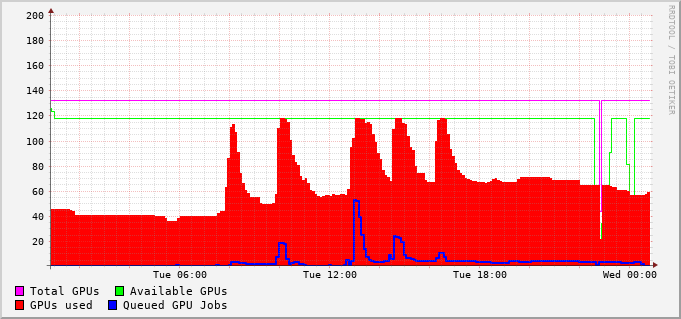 200
180
160
140
120
100
80
60
40
20
Tue 06:00 Tue 12:00 Tue 18:00 Wed 00:00
Total GPUs Available GPUs
GPUs used Queued GPU Jobs
RRDTOOL / TOBI OETIKER